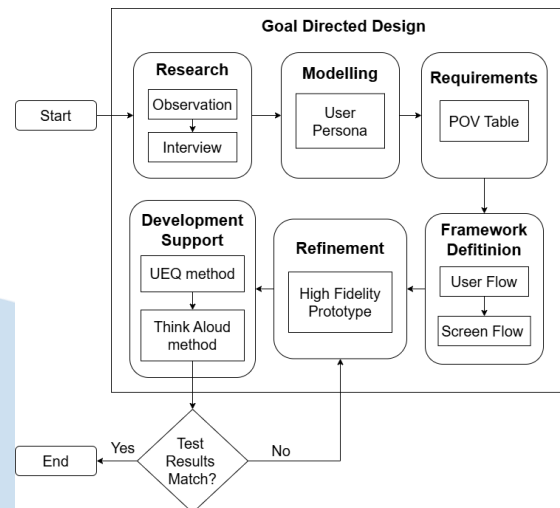 Goal Directed Design
Research
Observation
Interview
Modelling
User
Persona
Requirements
POV Table
Start
Development
Support
UEQ method
Think Aloud
method
Refinement
High Fidelity
Prototype
Framework
Defitinion
User Flow
Screen Flow
Test
Results
Match?
Yes
No
End